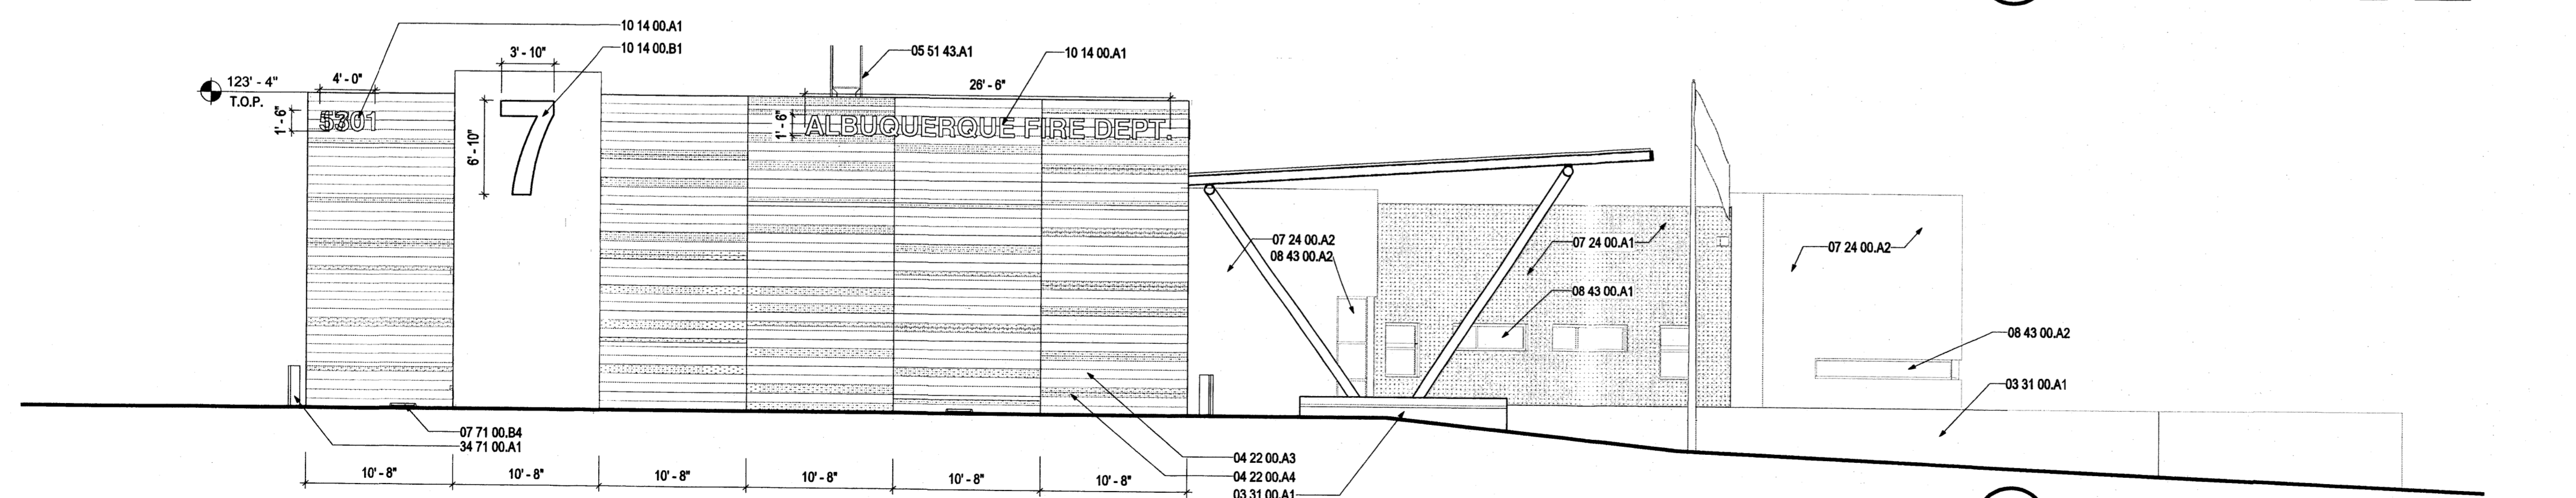 10 14 00.A1
3' - 10"
10 14 00.B1
05 51 43.A1
10 14 00.A1
123' - 4"
T.O.P.
4' - 0"
26' - 6"
1' - 6"
5301
7
6' - 10"
1' - 6"
ALBUQUERQUE FIRE DEPT.
07 24 00.A2
08 43 00.A2
07 24 00.A1
07 24 00.A2
08 43 00.A1
08 43 00.A2
03 31 00.A1
07 71 00.B4
34 71 00.A1
04 22 00.A3
04 22 00.A4
03 31 00.A1
10' - 8"
10' - 8"
10' - 8"
10' - 8"
10' - 8"
10' - 8"